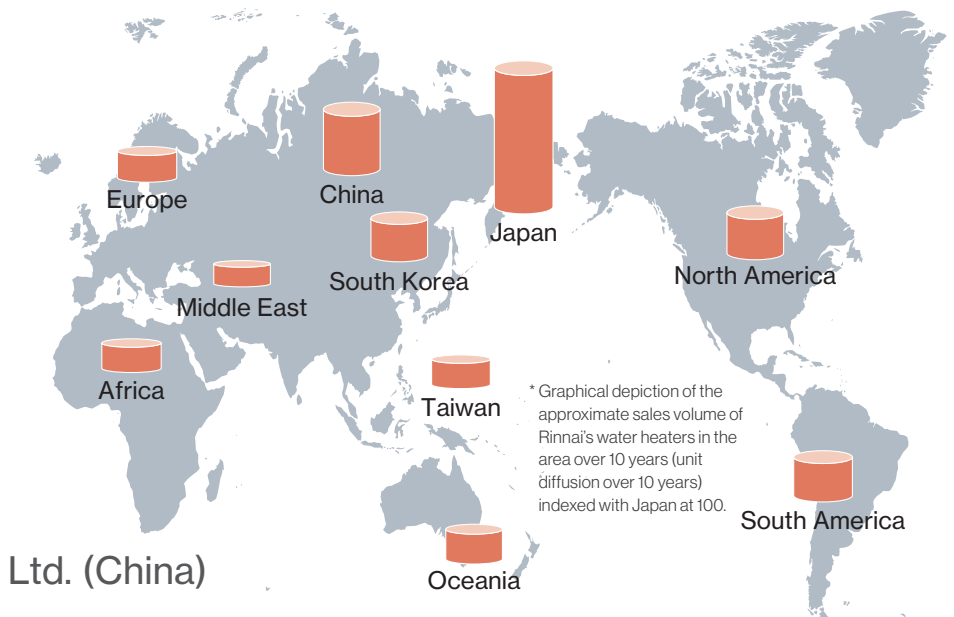 Europe
China
Japan
South Korea
North America
Middle East
Africa
Taiwan
* Graphical depiction of the
approximate sales volume of
Rinnai's water heaters in the
area over 10 years (unit
diffusion over 10 years)
indexed with Japan at 100.
South America
Oceania
Ltd. (China)